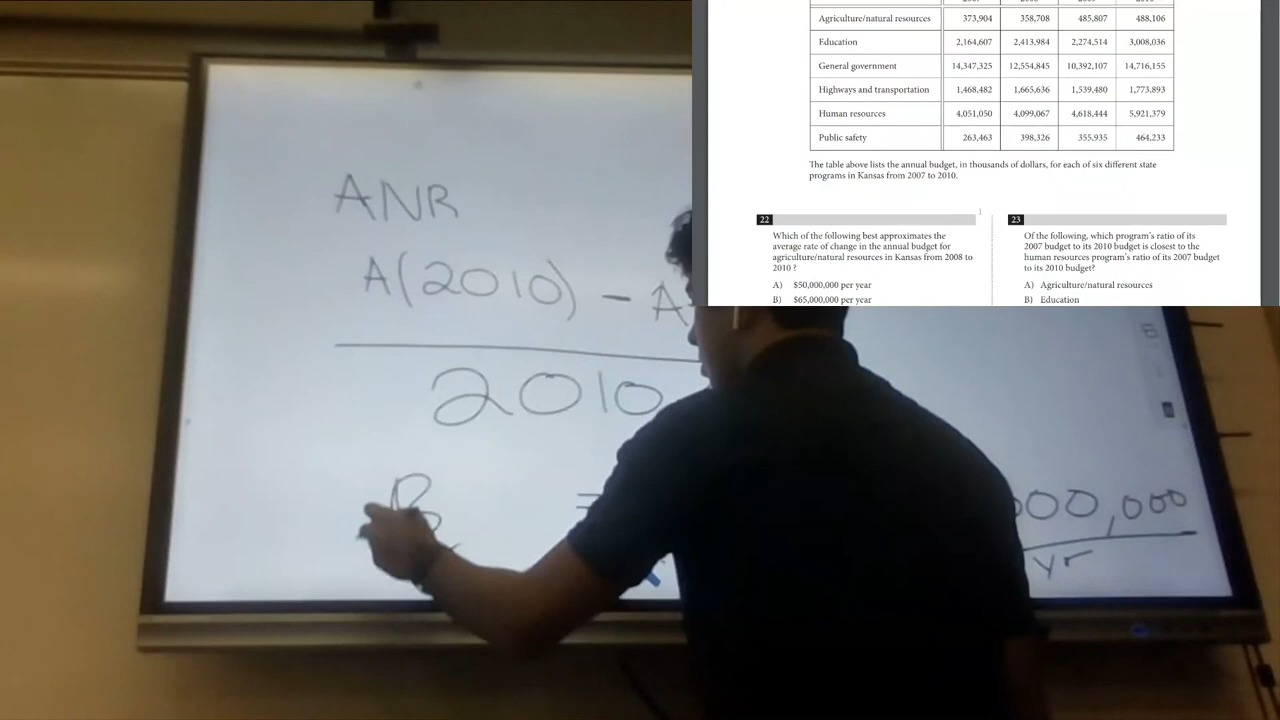 Agriculture/natural resources 373,904 358,708 485,807 488,106
Education 2,164,607 2,413,984 2,274,514 3,008,036
General government 14,347,325 12,554,845 10,392,107 14,716,155
Highways and transportation 1,468,482 1,665,636 1,539,480 1,773,893
Human resources 4,051,050 4,099,067 4,618,444 5,921,379
Public safety 263,463 398,326 355,935 464,233
The table above lists the annual budget, in thousands of dollars, for each of six different state
programs in Kansas from 2007 to 2010.
1
22
Which of the following best approximates the
average rate of change in the annual budget for
agriculture/natural resources in Kansas from 2008 to
2010 ?
A) $50,000,000 per year
B) $65,000,000 per year
23
Of the following, which program's ratio of its
2007 budget to its 2010 budget is closest to the
human resources program's ratio of its 2007 budget
to its 2010 budget?
A) Agriculture/natural resources
B) Education
ANR
A(2010) - A
2010
B = 000,000
yr